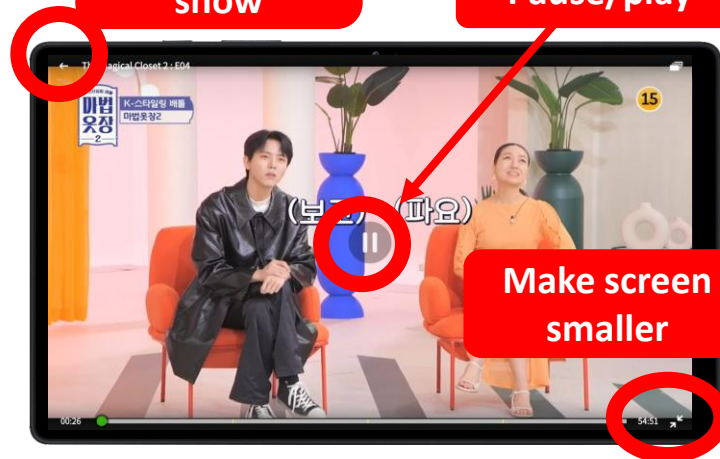 show
Pause/play
The Magical Closet 2 : E04
마법
옷장
2
K-스타일링 배틀
마법옷장2
15
(보고) (파요)
Make screen
smaller
00:26
54:51